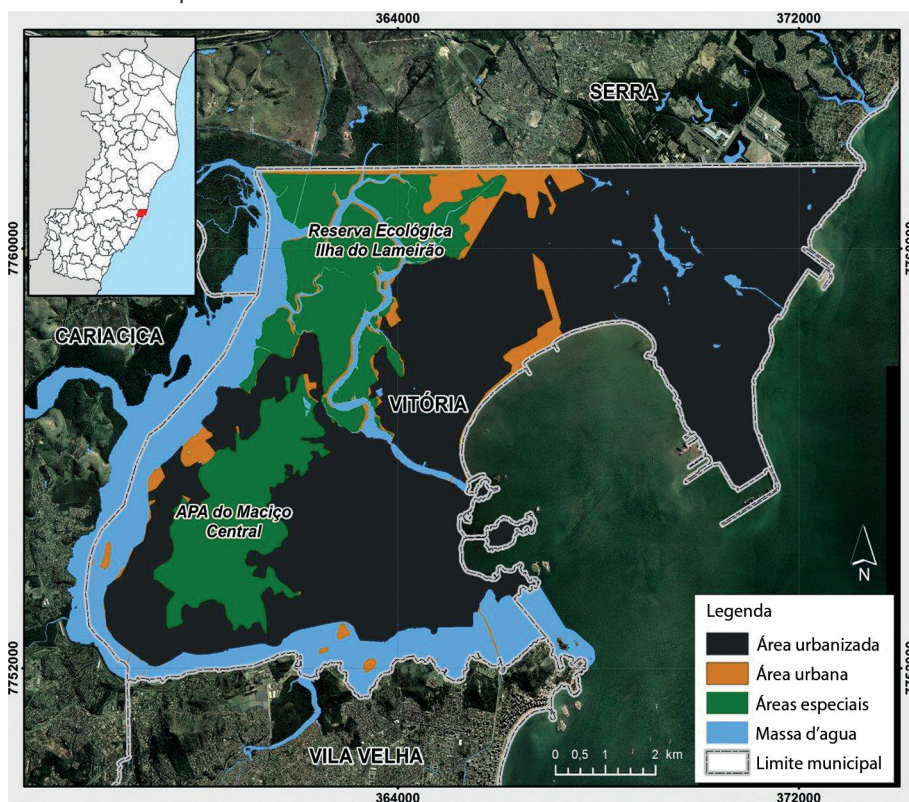 364000
372000
SERRA
Reserva Ecológica
Ilha do Lameirão
7760000
CARIACICA
VITÓRIA
APA do Maciço
Central
N
Legenda
Área urbanizada
Área urbana
Áreas especiais
Massa d'agua
Limite municipal
7752000
VILA VELHA
0 0,5 1 2 km
364000
372000